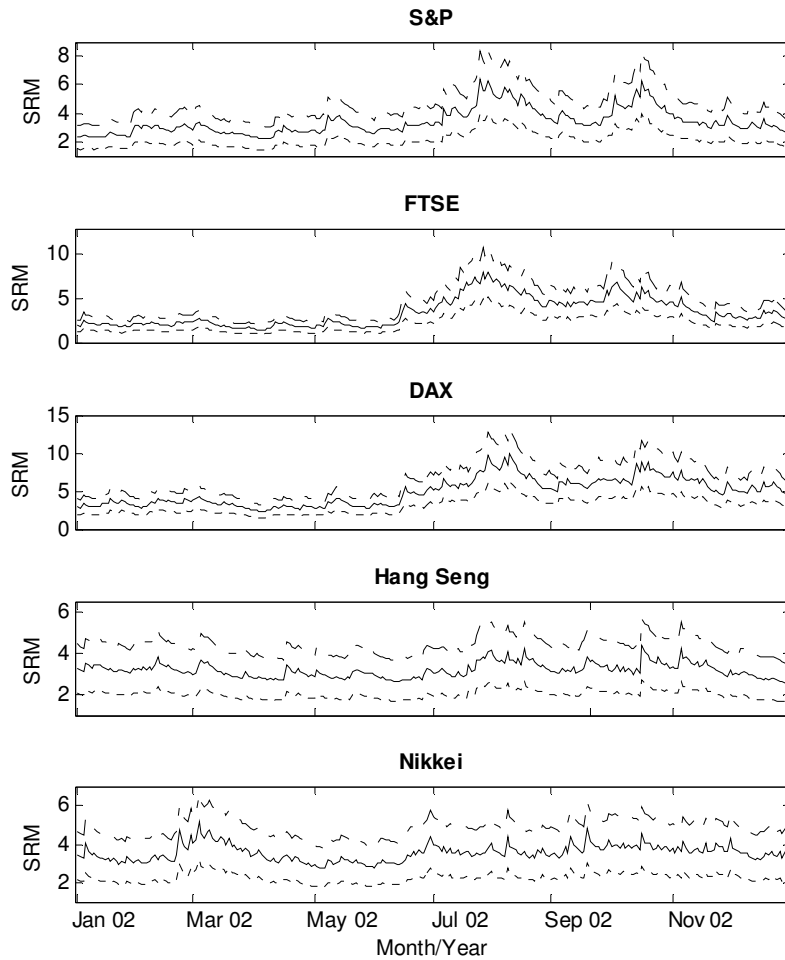 S&P
8
6
4
2
SRM
FTSE
10
5
0
SRM
DAX
15
10
5
0
SRM
Hang Seng
6
4
2
SRM
Nikkei
6
4
2
SRM
Jan 02 Mar 02 May 02 Jul 02 Sep 02 Nov 02
Month/Year